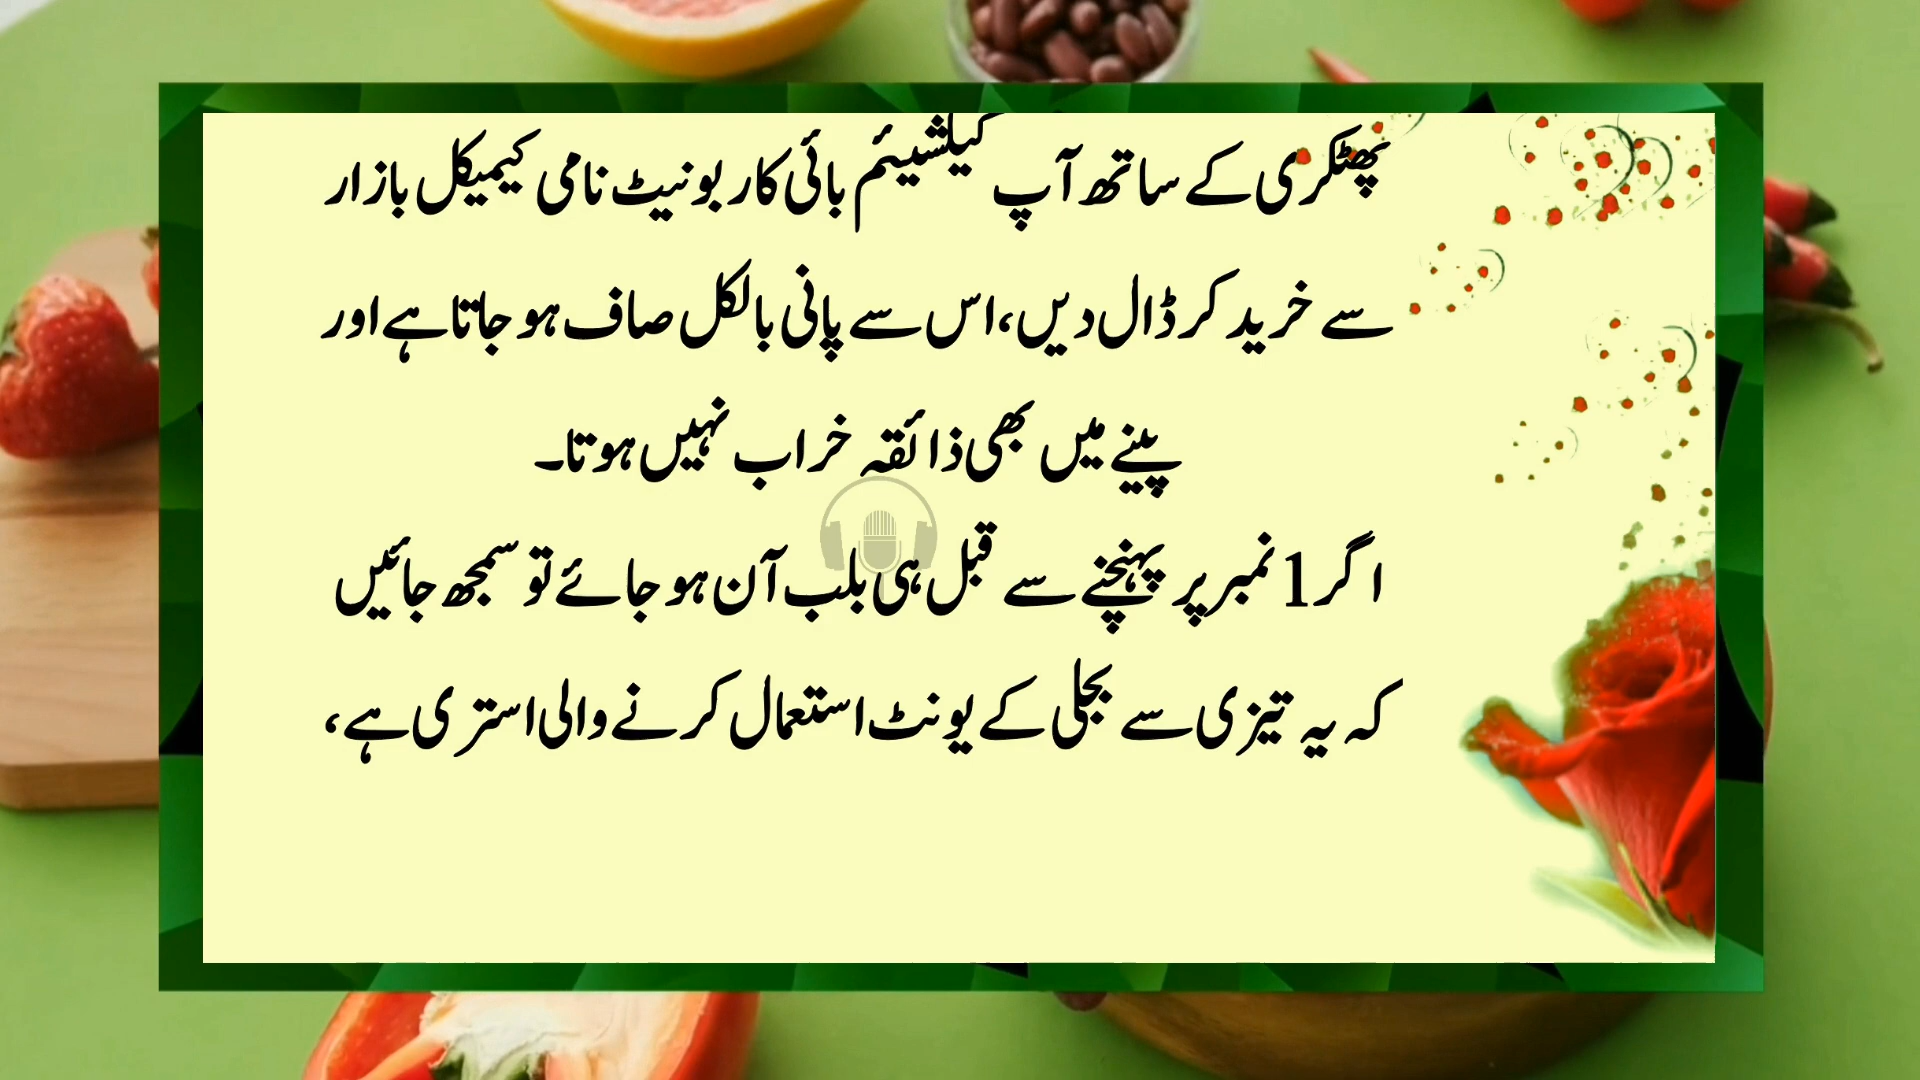 پھٹکری کے ساتھ آپ کیلشیئم بائی کاربونیٹ نامی کیمیکل بازار
سے خرید کر ڈال دیں، اس سے پانی بالکل صاف ہو جاتا ہے اور
پینے میں بھی ذائقہ خراب نہیں ہوتا۔
اگر 1 نمبر پر پہنچنے سے قبل ہی بلب آن ہو جائے تو سمجھ جائیں
کہ یہ تیزی سے بجلی کے یونٹ استعمال کرنے والی استری ہے،